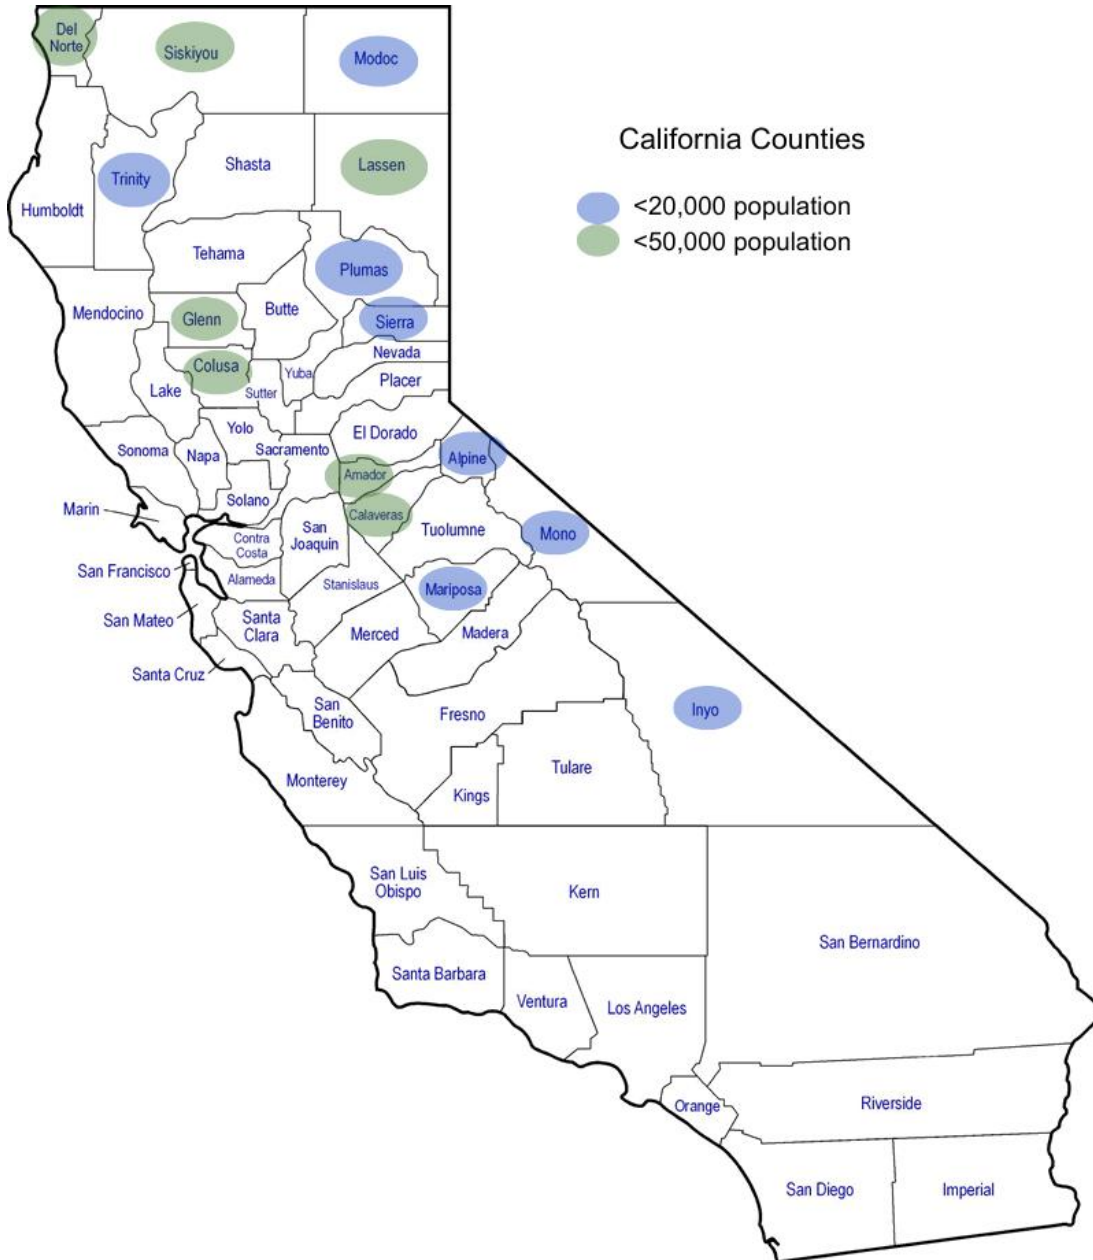 Del
Norte
Siskiyou
Modoc
California Counties
<20,000 population
<50,000 population
Trinity
Shasta
Lassen
Humboldt
Tehama
Plumas
Mendocino
Glenn
Butte
Sierra
Nevada
Colusa
Yuba
Placer
Lake
Sutter
Yolo
El Dorado
Sonoma
Napa
Sacramento
Alpine
Amador
Solano
Marin
Calaveras
Contra
Costa
San
Joaquin
Tuolumne
Mono
San Francisco
Alameda
Stanislaus
Mariposa
San Mateo
Santa
Clara
Merced
Madera
Santa Cruz
San
Benito
Fresno
Inyo
Monterey
Kings
Tulare
San Luis
Obispo
Kern
San Bernardino
Santa Barbara
Ventura
Los Angeles
Orange
Riverside
San Diego
Imperial